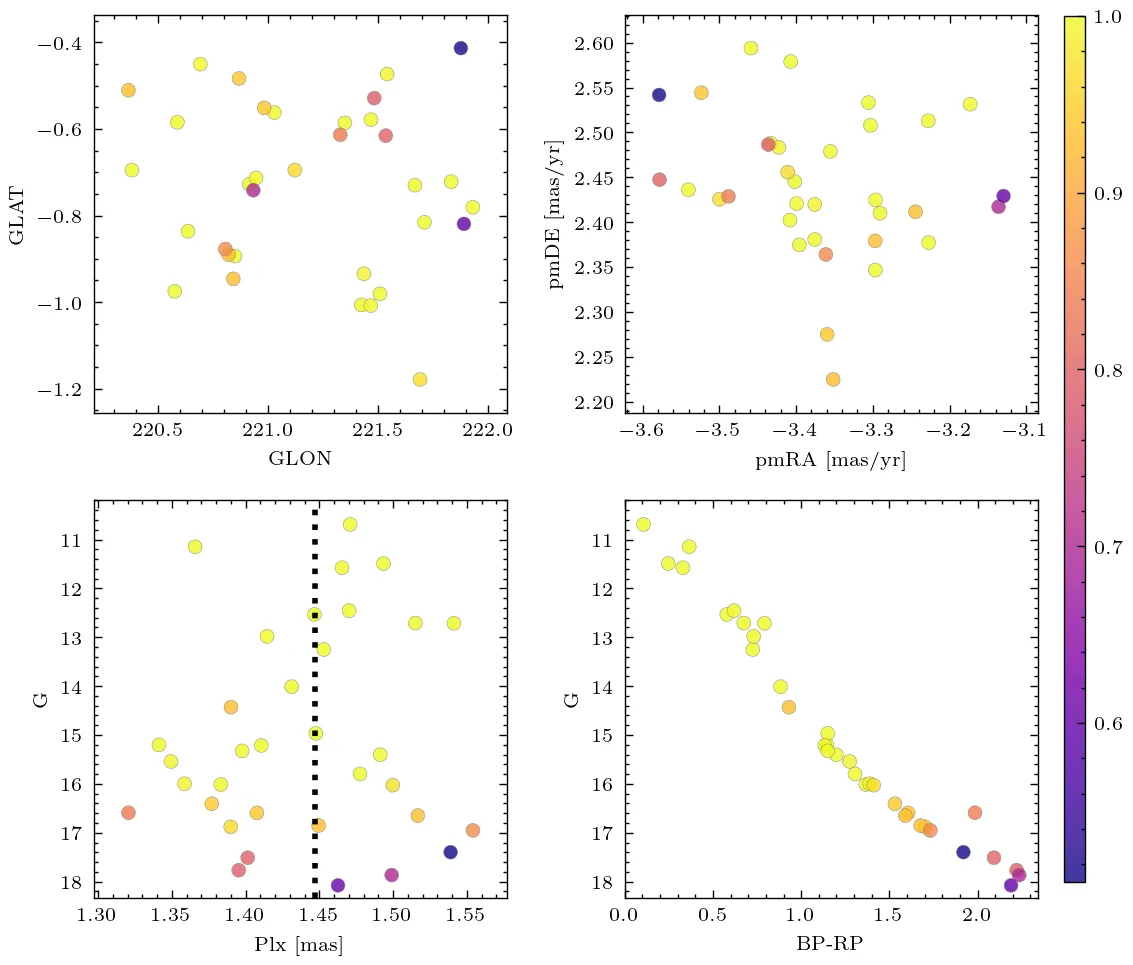 −0.4
−0.6
−0.8
−1.0
−1.2
GLAT
220.5 221.0 221.5 222.0
GLON
2.60
2.55
2.50
2.45
2.40
2.35
2.30
2.25
2.20
pmDE [mas/yr]
−3.6 −3.5 −3.4 −3.3 −3.2 −3.1
pmRA [mas/yr]
11
12
13
14
15
16
17
18
G
1.30 1.35 1.40 1.45 1.50 1.55
Plx [mas]
11
12
13
14
15
16
17
18
G
0.0 0.5 1.0 1.5 2.0
BP-RP
1.0
0.9
0.8
0.7
0.6